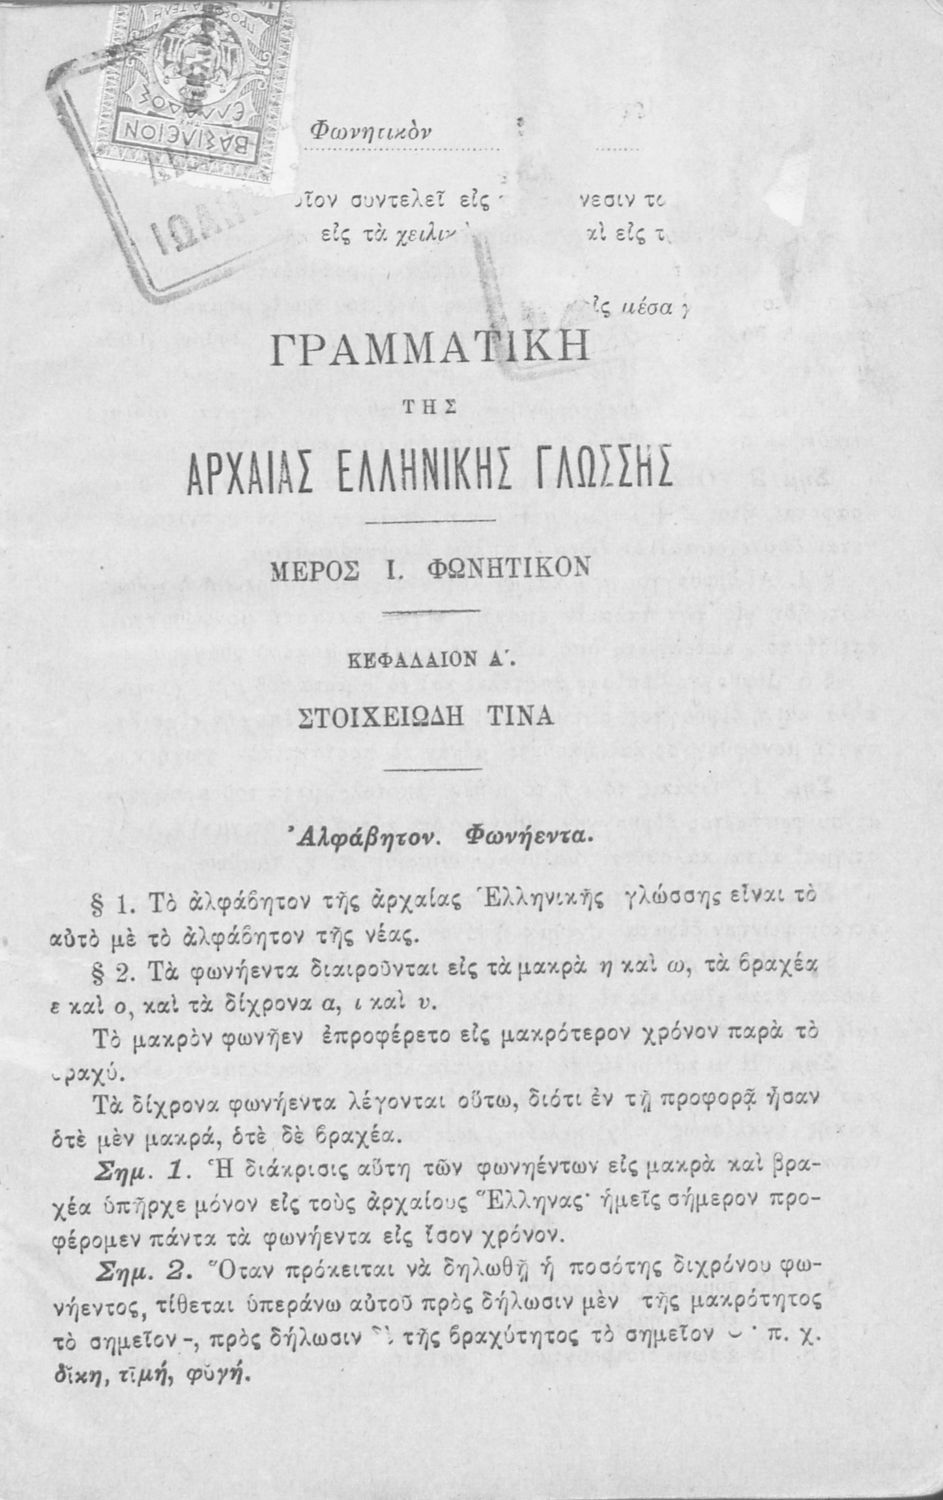 ΒΑΣΙΛΕΙΟΝ
ΤΗΣ
ΕΛΛΑΔΟΣ
Φωνητικὸν
συντελεῖ εἰς
εἰς τὰ
εἰς μέσα
ΓΡΑΜΜΑΤΙΚΗ
ΤΗΣ
ΑΡΧΑΙΑΣ ΕΛΛΗΝΙΚΗΣ ΓΛΩΣΣΗΣ
ΜΕΡΟΣ Ι. ΦΩΝΗΤΙΚΟΝ
ΚΕΦΑΛΑΙΟΝ Α΄.
ΣΤΟΙΧΕΙΩΔΗ ΤΙΝΑ
Ἀλφάβητον. Φωνήεντα.
§ 1. Τὸ ἀλφάβητον τῆς ἀρχαίας Ἑλληνικῆς γλώσσης εἶναι τὸ
αὐτὸ μὲ τὸ ἀλφάβητον τῆς νέας.
§ 2. Τὰ φωνήεντα διαιροῦνται εἰς τὰ μακρὰ η καὶ ω, τὰ βραχέα
ε καὶ ο, καὶ τὰ δίχρονα α, ι καὶ υ.
Τὸ μακρὸν φωνῆεν ἐπροφέρετο εἰς μακρότερον χρόνον παρὰ τὸ
βραχύ.
Τὰ δίχρονα φωνήεντα λέγονται οὕτω, διότι ἐν τῇ προφορᾷ ἦσαν
ὁτὲ μὲν μακρά, ὁτὲ δὲ βραχέα.
Σημ. 1. Ἡ διάκρισις αὕτη τῶν φωνηέντων εἰς μακρὰ καὶ βρα-
χέα ὑπῆρχε μόνον εἰς τοὺς ἀρχαίους Ἕλληνας· ἡμεῖς σήμερον προ-
φέρομεν πάντα τὰ φωνήεντα εἰς ἴσον χρόνον.
Σημ. 2. Ὅταν πρόκειται νὰ δηλωθῇ ἡ ποσότης διχρόνου φω-
νήεντος, τίθεται ὑπεράνω αὐτοῦ πρὸς δήλωσιν μὲν τῆς μακρότητος
τὸ σημεῖον -, πρὸς δήλωσιν δὲ τῆς βραχύτητος τὸ σημεῖον ⏑ · π. χ.
δῐκη, τῑμή, φῠγή.